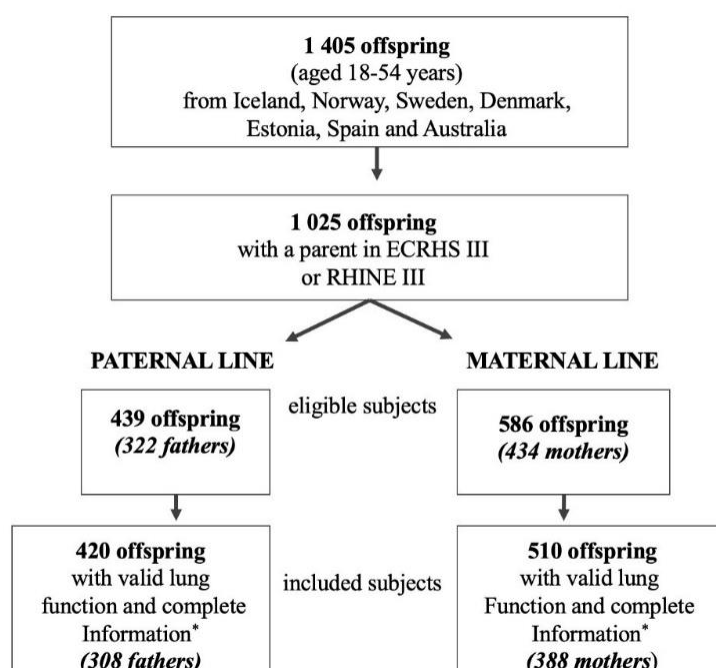 1 405 offspring
(aged 18-54 years)
from Iceland, Norway, Sweden, Denmark,
Estonia, Spain and Australia
1 025 offspring
with a parent in ECRHS III
or RHINE III
PATERNAL LINE
MATERNAL LINE
439 offspring
(322 fathers)
eligible subjects
586 offspring
(434 mothers)
420 offspring
with valid lung
function and complete
Information*
(308 fathers)
included subjects
510 offspring
with valid lung
Function and complete
Information*
(388 mothers)